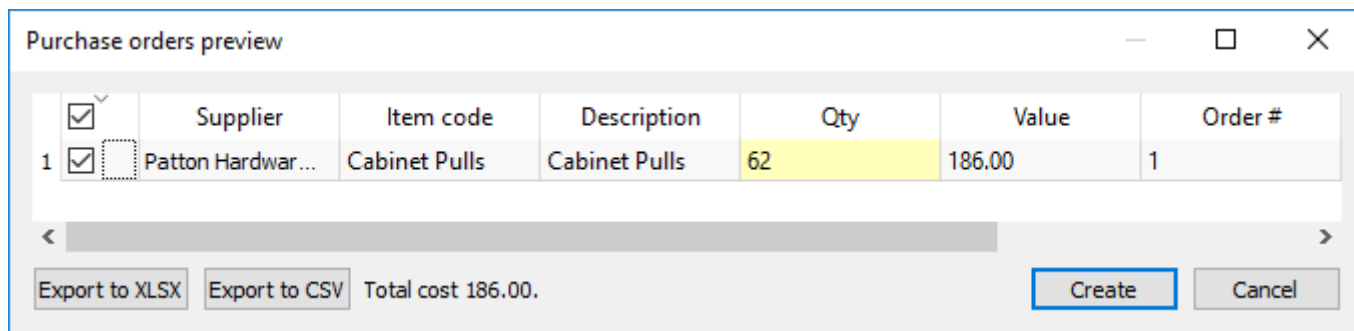 Purchase orders preview
Supplier Item code Description Qty Value Order #
1 Patton Hardwar... Cabinet Pulls Cabinet Pulls 62 186.00 1
Export to XLSX Export to CSV Total cost 186.00. Create Cancel